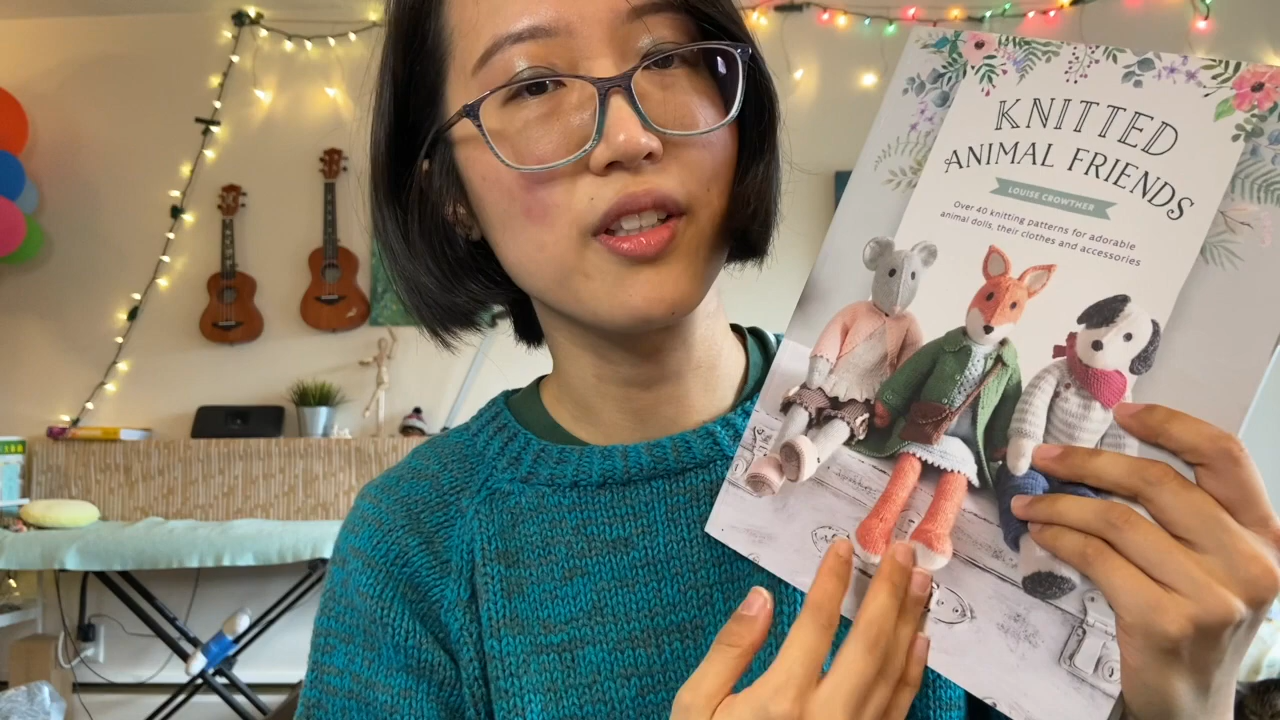 KNITTED
ANIMAL FRIENDS
LOUISE CROWTHER
Over 40 knitting patterns for adorable
animal dolls, their clothes and accessories